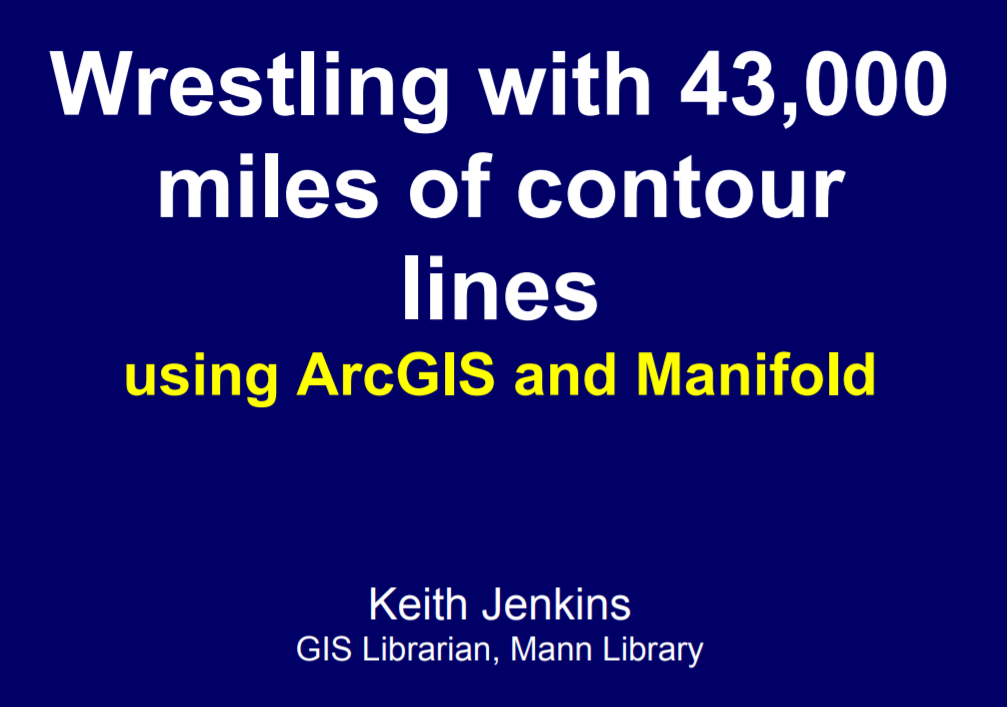 Wrestling with 43,000
miles of contour
lines
using ArcGIS and Manifold
Keith Jenkins
GIS Librarian, Mann Library